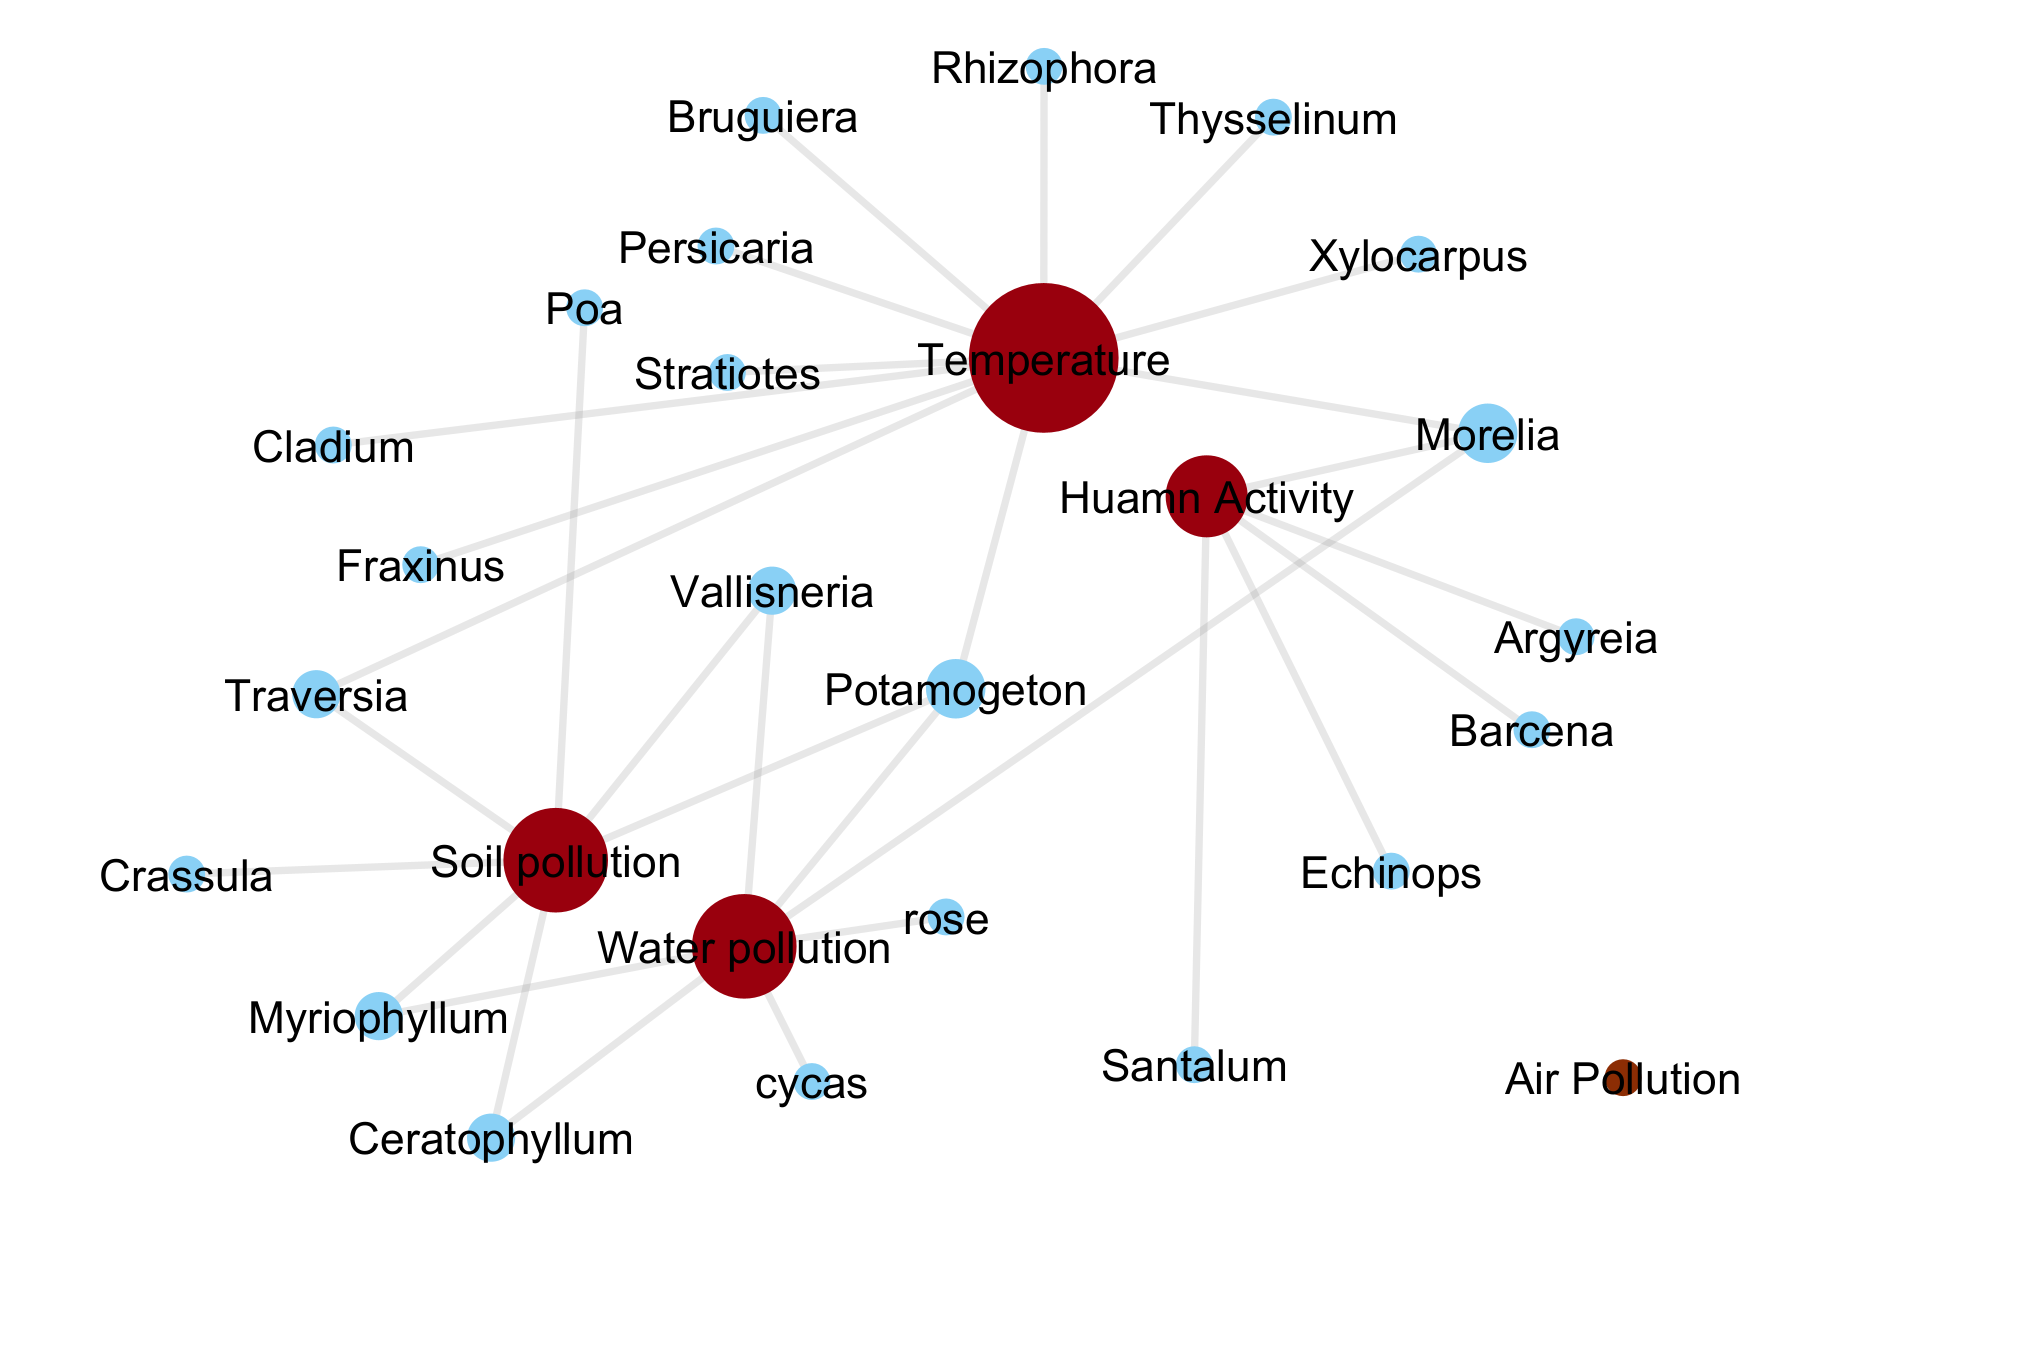 Rhizophora
Bruguiera
Thysselinum
Persicaria
Xylocarpus
Poa
Temperature
Stratiotes
Morelia
Cladium
Huamn Activity
Fraxinus
Vallisneria
Argyreia
Traversia
Potamogeton
Barcena
Soil pollution
Crassula
Echinops
rose
Water pollution
Myriophyllum
Santalum
Air Pollution
cycas
Ceratophyllum